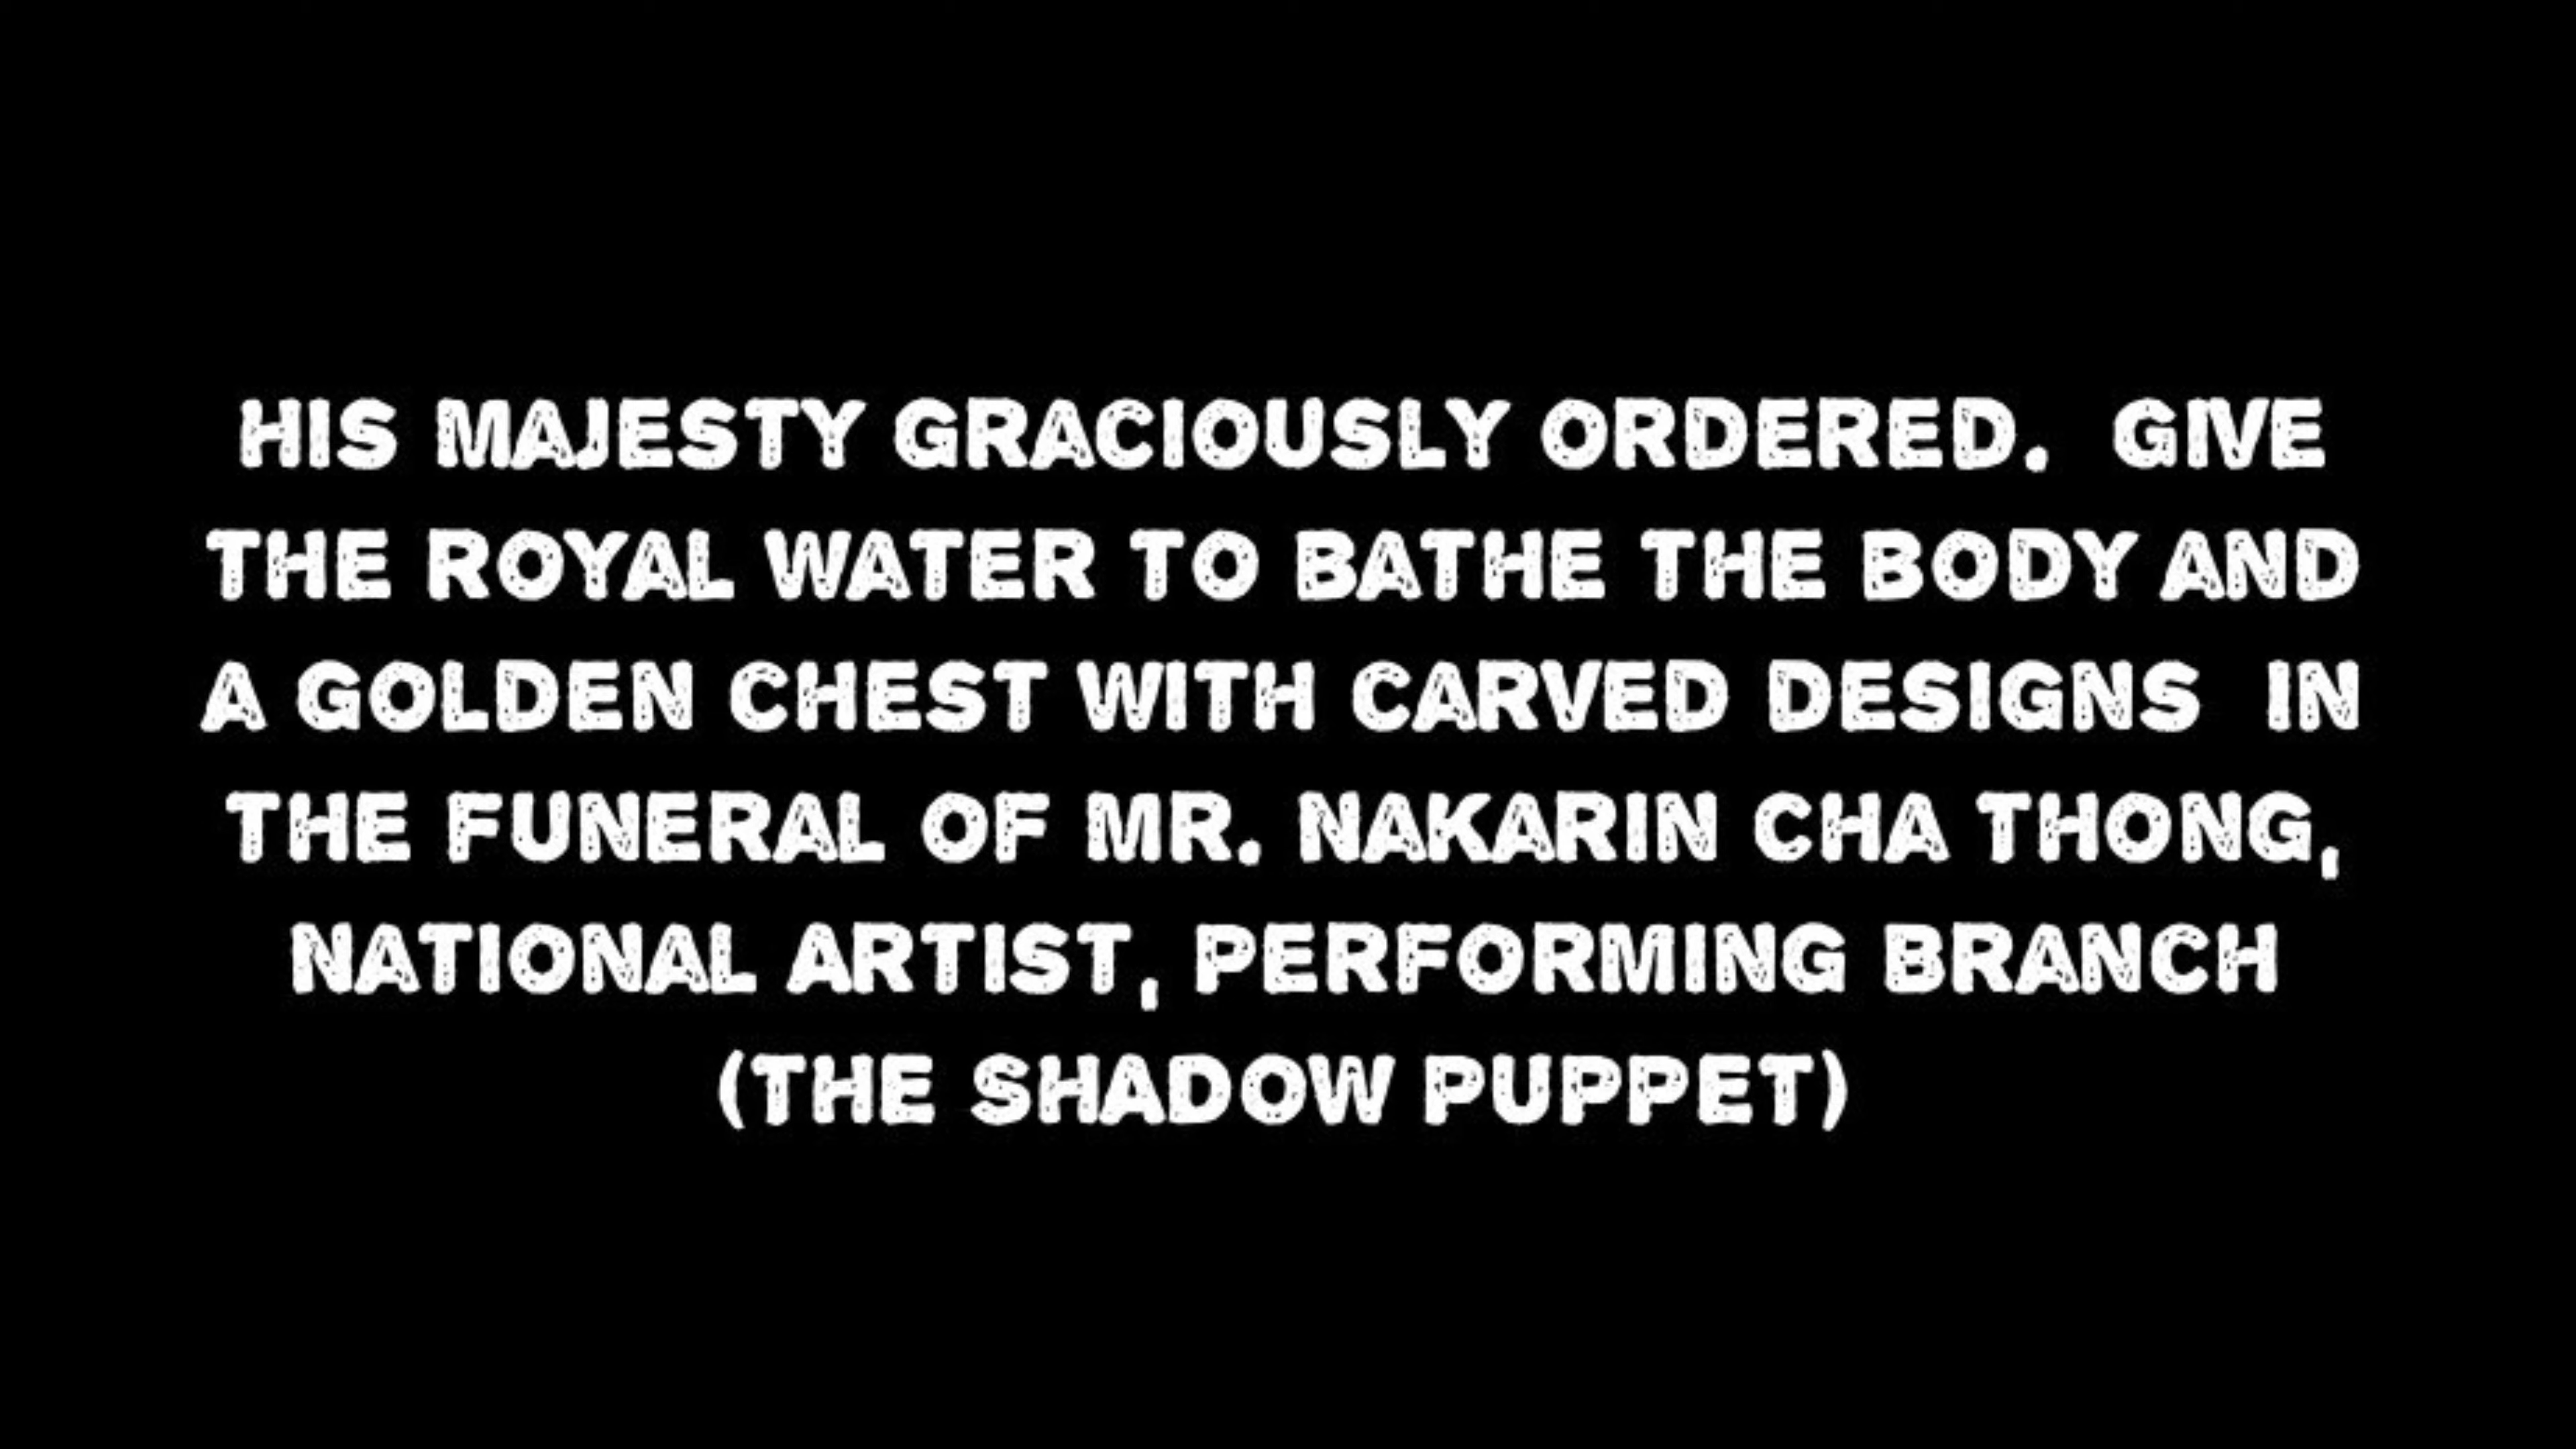 HIS MAJESTY GRACIOUSLY ORDERED. GIVE
THE ROYAL WATER TO BATHE THE BODY AND
A GOLDEN CHEST WITH CARVED DESIGNS IN
THE FUNERAL OF MR. NAKARIN CHA THONG,
NATIONAL ARTIST, PERFORMING BRANCH
(THE SHADOW PUPPET)